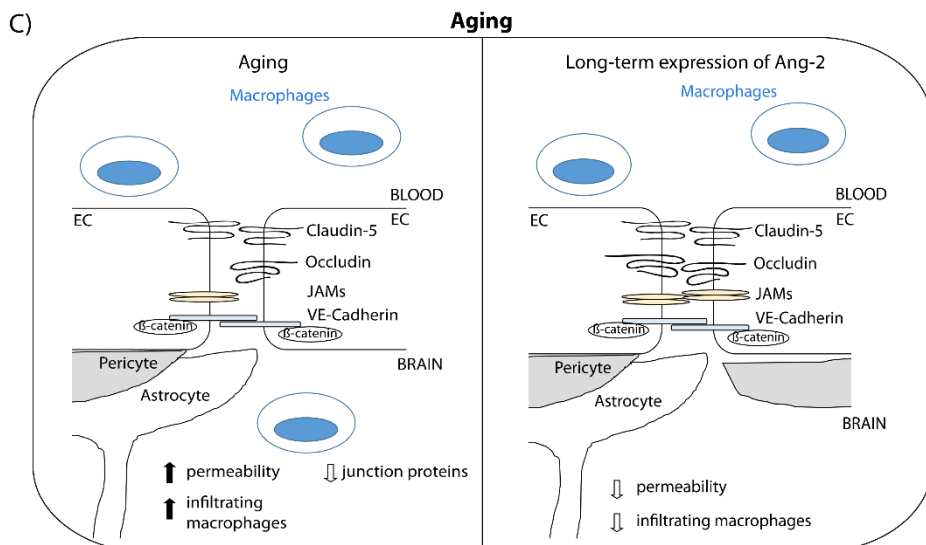 C)
Aging
Aging
Macrophages
BLOOD
EC
EC
Claudin-5
Occludin
JAMs
VE-Cadherin
ß-catenin
ß-catenin
Pericyte
BRAIN
Astrocyte
permeability
junction proteins
infiltrating
macrophages
Long-term expression of Ang-2
Macrophages
BLOOD
EC
EC
Claudin-5
Occludin
JAMs
VE-Cadherin
ß-catenin
ß-catenin
Pericyte
Astrocyte
BRAIN
permeability
infiltrating macrophages